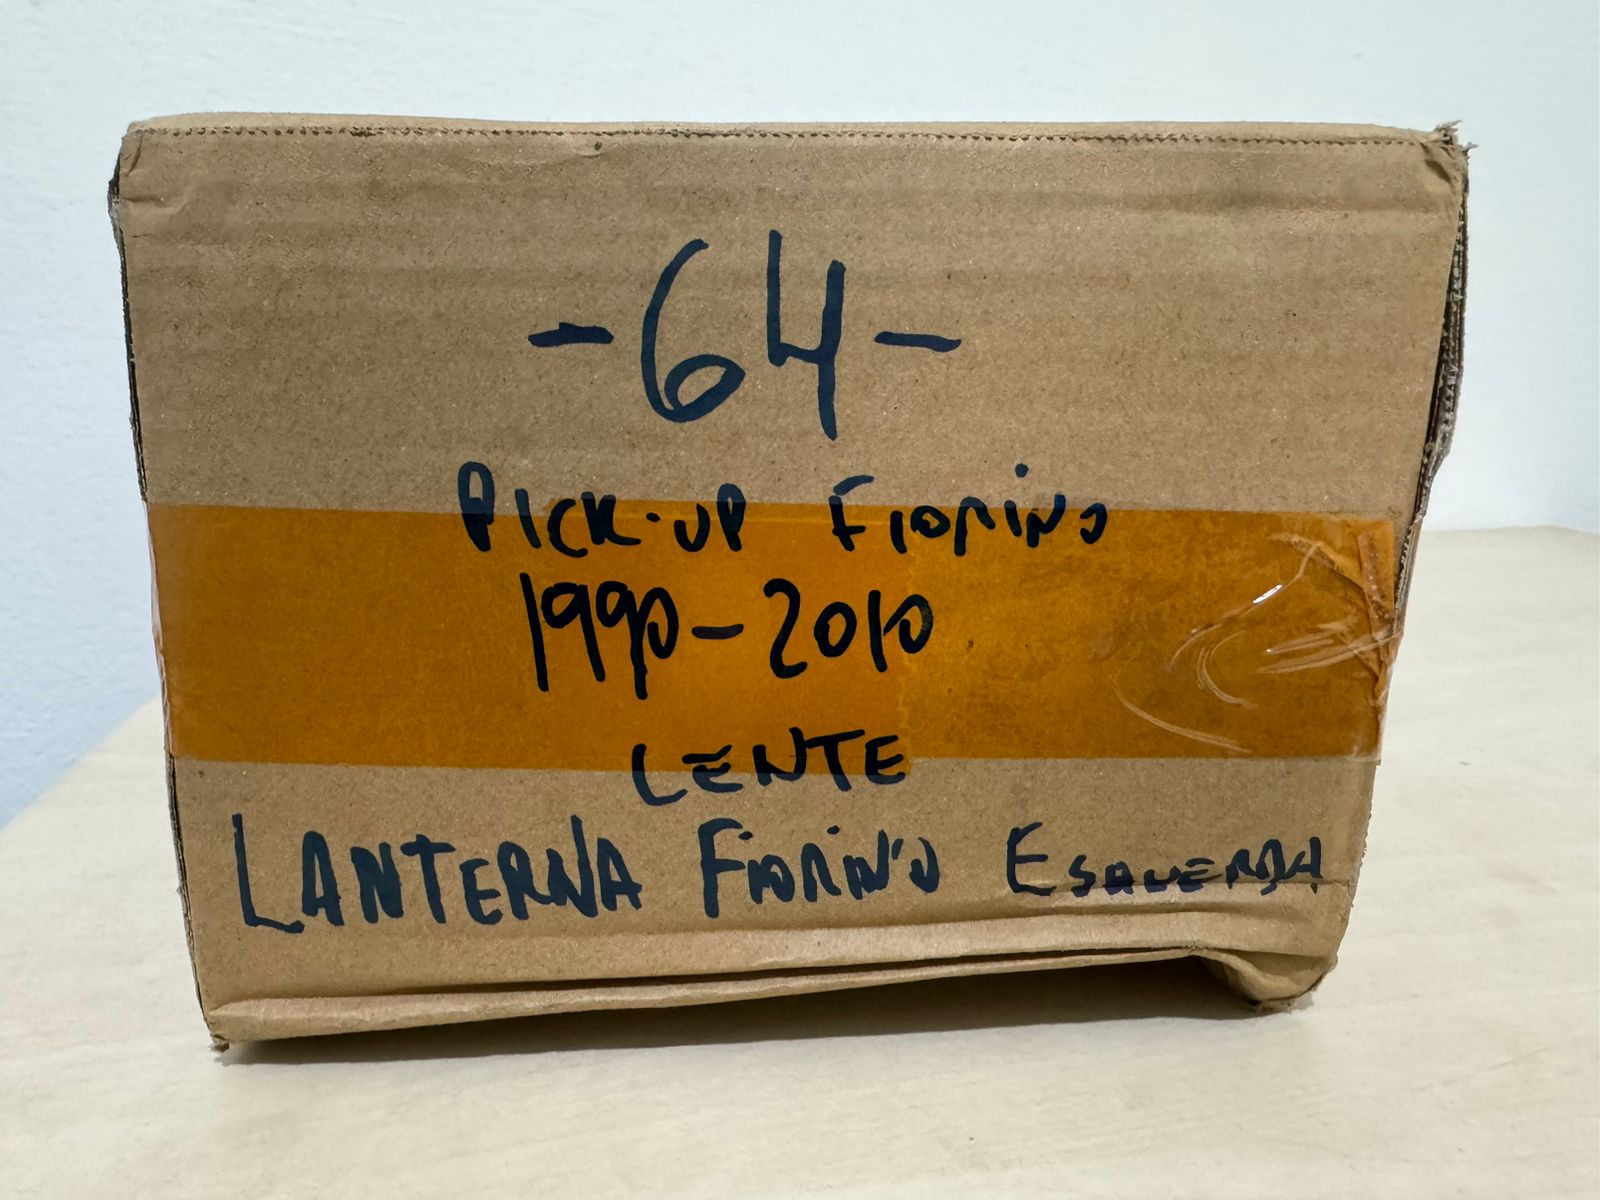 -64-
PICK-UP FIORINO
1990-2010
LENTE
LANTERNA FIORINO ESQUERDA